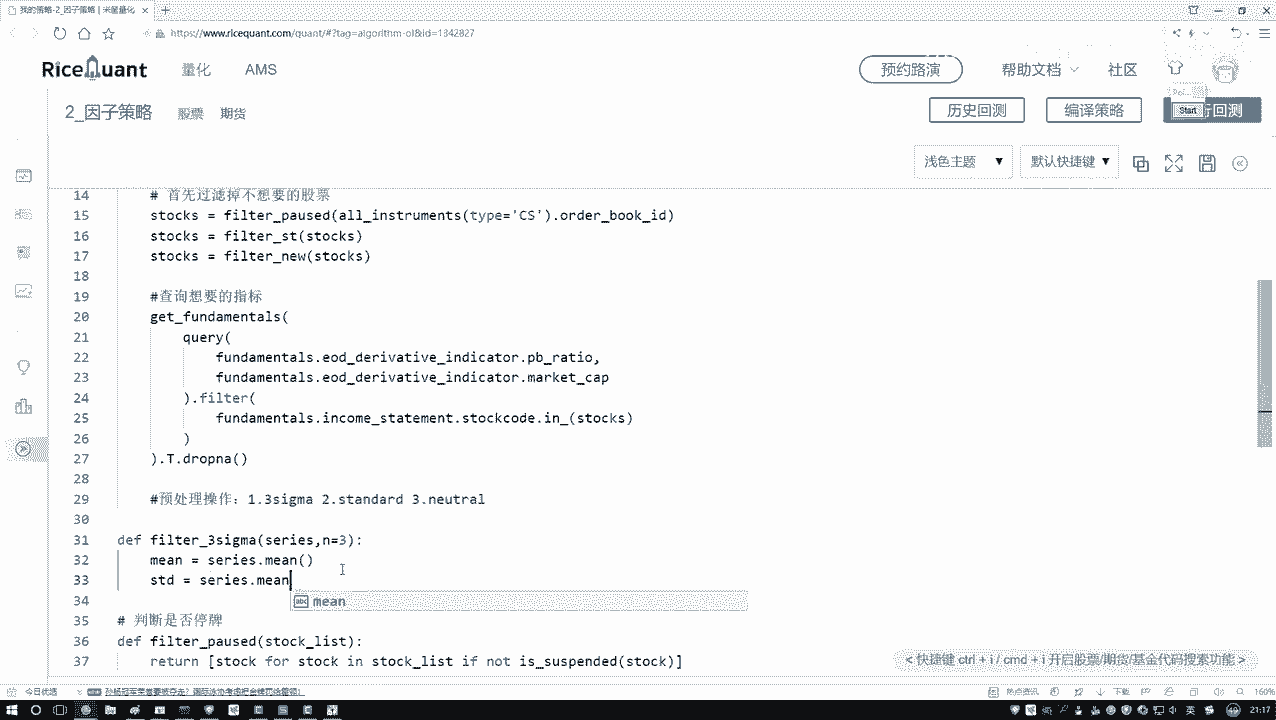 我的策略-2_因子策略 | 米筐量化
https://www.ricequant.com/quant/#?tag=algorithm-ol&id=1342827
RiceQuant 量化 AMS 预约路演 帮助文档 社区
2_因子策略 股票 期货 历史回测 编译策略 行回测
Start
浅色主题 默认快捷键
14 # 首先过滤掉不想要的股票
15 stocks = filter_paused(all_instruments(type='CS').order_book_id)
16 stocks = filter_st(stocks)
17 stocks = filter_new(stocks)
18
19 #查询想要的指标
20 get_fundamentals(
21 query(
22 fundamentals.eod_derivative_indicator.pb_ratio,
23 fundamentals.eod_derivative_indicator.market_cap
24 ).filter(
25 fundamentals.income_statement.stockcode.in_(stocks)
26 )
27 ).T.dropna()
28
29 #预处理操作：1.3sigma 2.standard 3.neutral
30
31 def filter_3sigma(series,n=3):
32 mean = series.mean()
33 std = series.mean
abc mean
34
35 # 判断是否停牌
36 def filter_paused(stock_list):
37 return [stock for stock in stock_list if not is_suspended(stock)]
< 快捷键 ctrl + i / cmd + i 开启股票/期货/基金代码搜索功能 >
今日优选
热点资讯 下载 160%
英 21:17